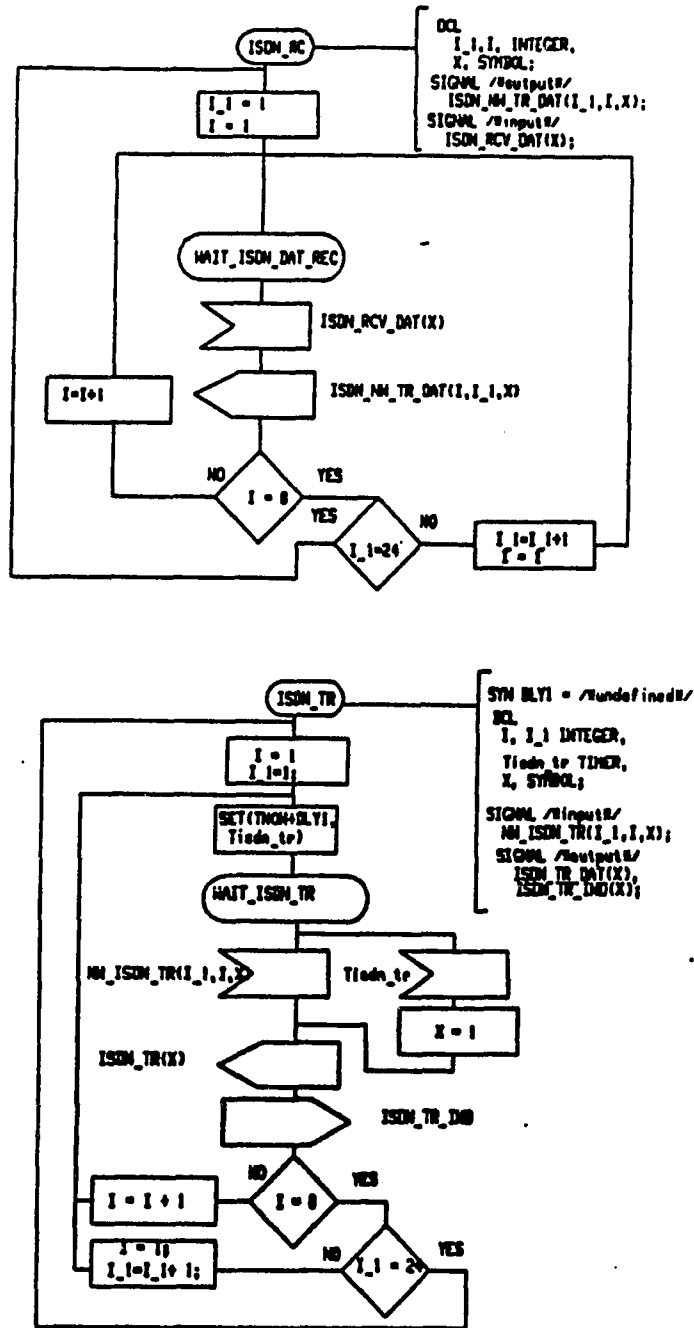 ISDN_RC
DCL
I_1,I, INTEGER,
X, SYMBOL;
SIGNAL /*output*/
ISDN_NW_TR_DAT(I_1,I,X);
SIGNAL /*input*/
ISDN_RCV_DAT(X);
I_1 = 1
I = 1
WAIT_ISDN_DAT_REC
ISDN_RCV_DAT(X)
I=I+1
ISDN_NW_TR_DAT(I,I_1,X)
NO
YES
I = 8
YES
NO
I_1=24
I_1=I_1+1
ISDN_TR
SYN DLY1 = /*undefined*/
DCL
I, I_1 INTEGER,
Tisdn_tr TIMER,
X, SYMBOL;
SIGNAL /*input*/
NW_ISDN_TR(I_1,I,X);
SIGNAL /*output*/
ISDN_TR_DAT(X),
ISDN_TR_IND(X);
I = 1
I_1=1;
SET(TNOW+DLY1,
Tisdn_tr)
WAIT_ISDN_TR
NW_ISDN_TR(I_1,I,X)
Tisdn_tr
X = 1
ISDN_TR(X)
ISDN_TR_IND
NO
YES
I = I + 1
I = 8
I = 1;
I_1=I_1+ 1;
NO
YES
I_1 = 24